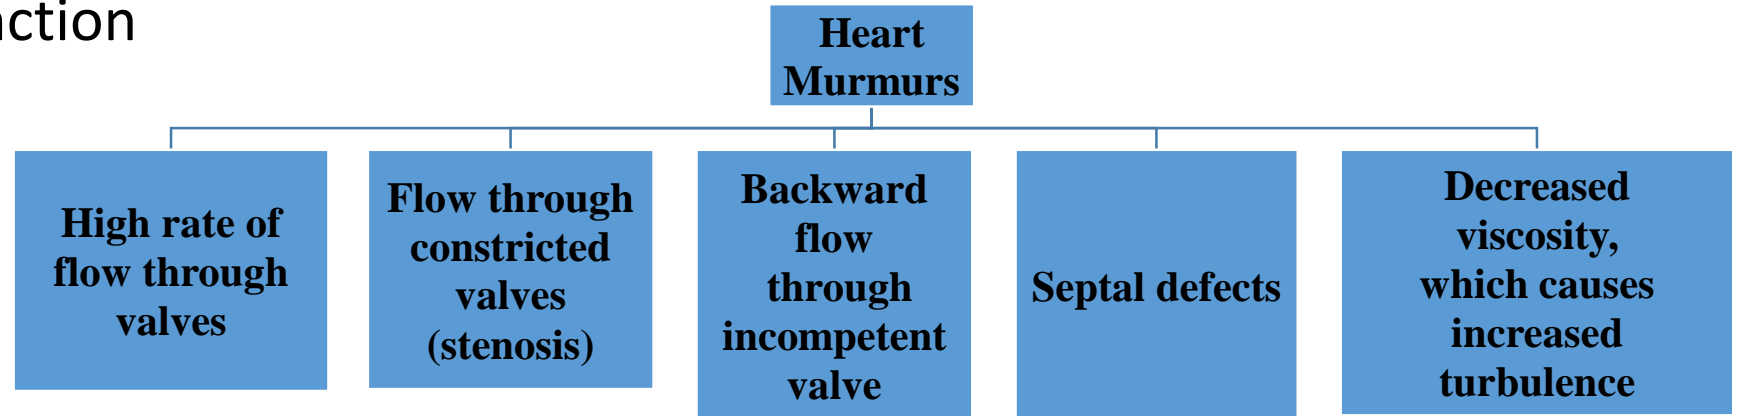 nction
Heart
Murmurs
High rate of
flow through
valves
Flow through
constricted
valves
(stenosis)
Backward
flow
through
incompetent
valve
Septal defects
Decreased
viscosity,
which causes
increased
turbulence